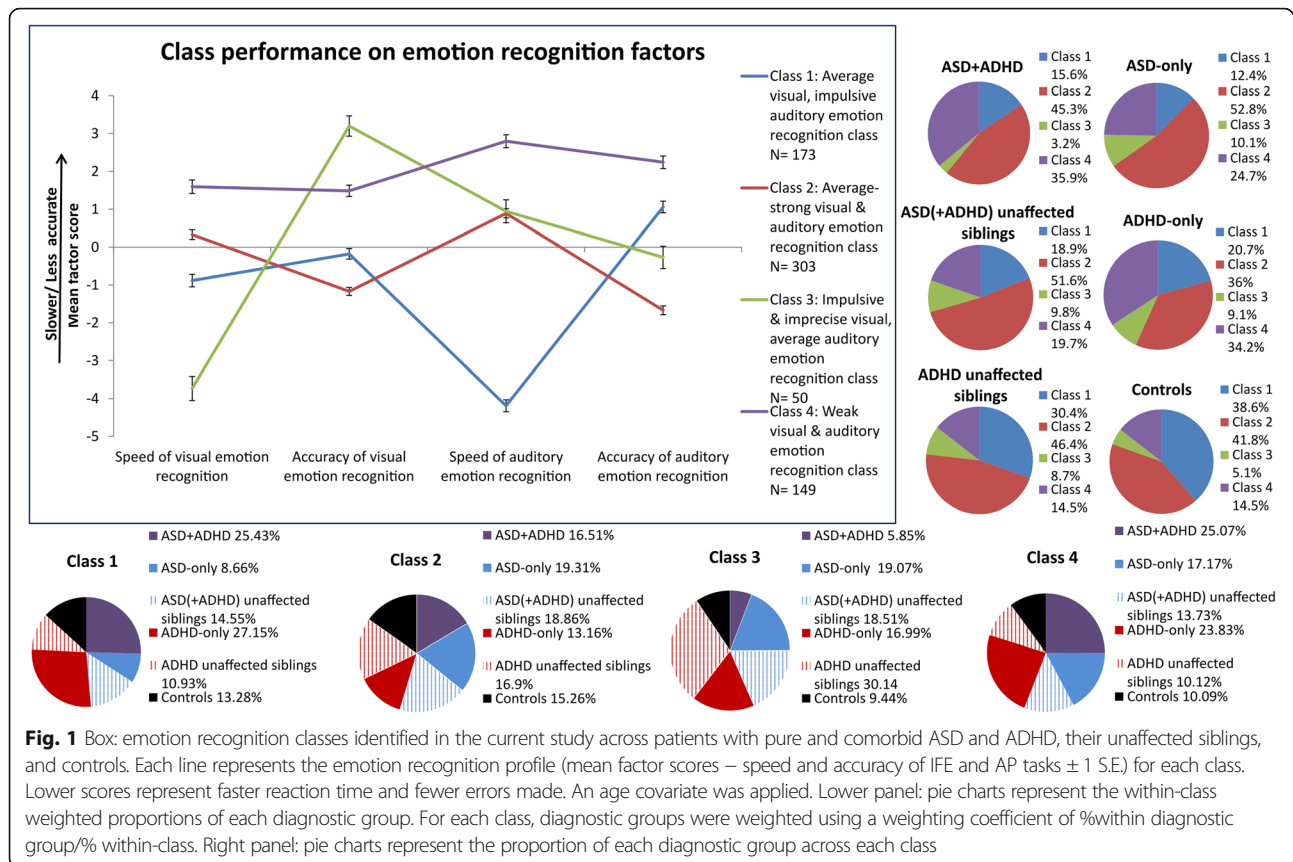 Class performance on emotion recognition factors
Slower/ Less accurate
Mean factor score
4
3
2
1
0
-1
-2
-3
-4
-5
Speed of visual emotion
recognition
Accuracy of visual
emotion recognition
Speed of auditory
emotion recognition
Accuracy of auditory
emotion recognition
Class 1: Average
visual, impulsive
auditory emotion
recognition class
N= 173
Class 2: Average-
strong visual &
auditory emotion
recognition class
N= 303
Class 3: Impulsive
& imprecise visual,
average auditory
emotion
recognition class
N= 50
Class 4: Weak
visual & auditory
emotion
recognition class
N= 149
ASD+ADHD
Class 1
15.6%
Class 2
45.3%
Class 3
3.2%
Class 4
35.9%
ASD-only
Class 1
12.4%
Class 2
52.8%
Class 3
10.1%
Class 4
24.7%
ASD(+ADHD) unaffected
siblings
Class 1
18.9%
Class 2
51.6%
Class 3
9.8%
Class 4
19.7%
ADHD-only
Class 1
20.7%
Class 2
36%
Class 3
9.1%
Class 4
34.2%
ADHD unaffected
siblings
Class 1
30.4%
Class 2
46.4%
Class 3
8.7%
Class 4
14.5%
Controls
Class 1
38.6%
Class 2
41.8%
Class 3
5.1%
Class 4
14.5%
Class 1
ASD+ADHD 25.43%
ASD-only 8.66%
ASD(+ADHD) unaffected
siblings 14.55%
ADHD-only 27.15%
ADHD unaffected siblings
10.93%
Controls 13.28%
Class 2
ASD+ADHD 16.51%
ASD-only 19.31%
ASD(+ADHD) unaffected
siblings 18.86%
ADHD-only 13.16%
ADHD unaffected siblings
16.9%
Controls 15.26%
Class 3
ASD+ADHD 5.85%
ASD-only 19.07%
ASD(+ADHD) unaffected
siblings 18.51%
ADHD-only 16.99%
ADHD unaffected
siblings 30.14
Controls 9.44%
Class 4
ASD+ADHD 25.07%
ASD-only 17.17%
ASD(+ADHD) unaffected
siblings 13.73%
ADHD-only 23.83%
ADHD unaffected
siblings 10.12%
Controls 10.09%
Fig. 1 Box: emotion recognition classes identified in the current study across patients with pure and comorbid ASD and ADHD, their unaffected siblings,
and controls. Each line represents the emotion recognition profile (mean factor scores – speed and accuracy of IFE and AP tasks ± 1 S.E.) for each class.
Lower scores represent faster reaction time and fewer errors made. An age covariate was applied. Lower panel: pie charts represent the within-class
weighted proportions of each diagnostic group. For each class, diagnostic groups were weighted using a weighting coefficient of %within diagnostic
group/% within-class. Right panel: pie charts represent the proportion of each diagnostic group across each class